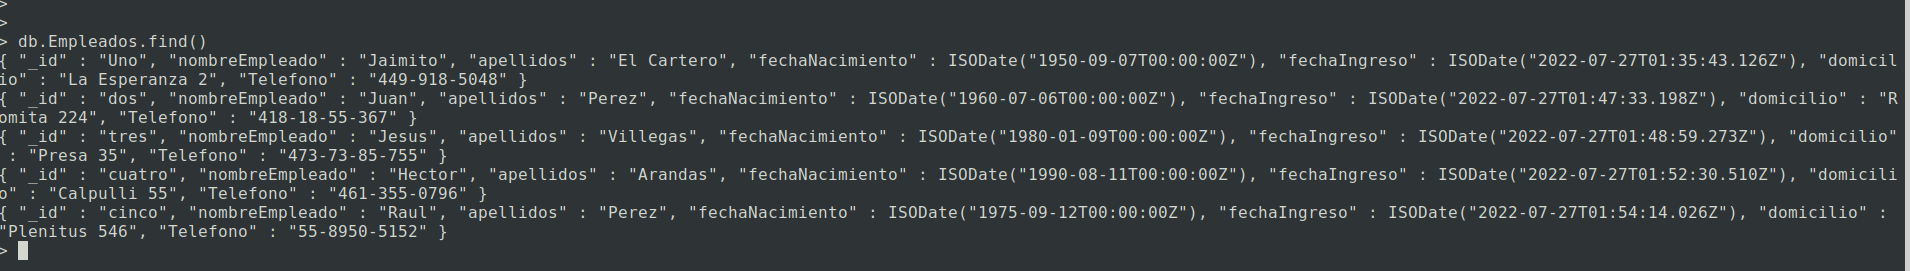 >
>
> db.Empleados.find()
{ "_id" : "Uno", "nombreEmpleado" : "Jaimito", "apellidos" : "El Cartero", "fechaNacimiento" : ISODate("1950-09-07T00:00:00Z"), "fechaIngreso" : ISODate("2022-07-27T01:35:43.126Z"), "domicil
io" : "La Esperanza 2", "Telefono" : "449-918-5048" }
{ "_id" : "dos", "nombreEmpleado" : "Juan", "apellidos" : "Perez", "fechaNacimiento" : ISODate("1960-07-06T00:00:00Z"), "fechaIngreso" : ISODate("2022-07-27T01:47:33.198Z"), "domicilio" : "R
omita 224", "Telefono" : "418-18-55-367" }
{ "_id" : "tres", "nombreEmpleado" : "Jesus", "apellidos" : "Villegas", "fechaNacimiento" : ISODate("1980-01-09T00:00:00Z"), "fechaIngreso" : ISODate("2022-07-27T01:48:59.273Z"), "domicilio"
 : "Presa 35", "Telefono" : "473-73-85-755" }
{ "_id" : "cuatro", "nombreEmpleado" : "Hector", "apellidos" : "Arandas", "fechaNacimiento" : ISODate("1990-08-11T00:00:00Z"), "fechaIngreso" : ISODate("2022-07-27T01:52:30.510Z"), "domicili
o" : "Calpulli 55", "Telefono" : "461-355-0796" }
{ "_id" : "cinco", "nombreEmpleado" : "Raul", "apellidos" : "Perez", "fechaNacimiento" : ISODate("1975-09-12T00:00:00Z"), "fechaIngreso" : ISODate("2022-07-27T01:54:14.026Z"), "domicilio" :
"Plenitus 546", "Telefono" : "55-8950-5152" }
>